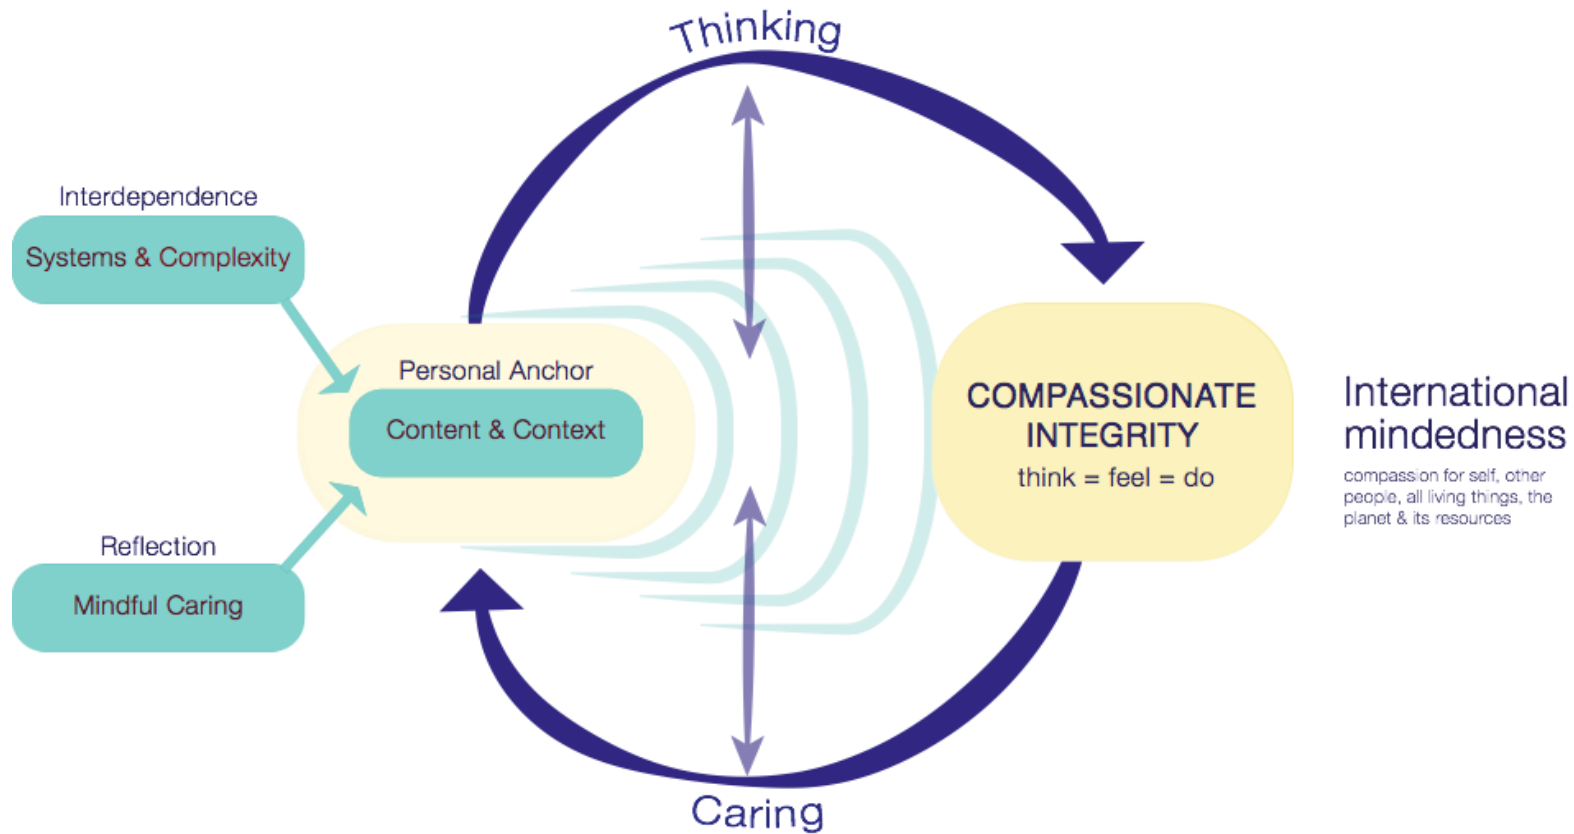 Thinking
Interdependence
Systems & Complexity
Personal Anchor
Content & Context
Reflection
Mindful Caring
COMPASSIONATE
INTEGRITY
think = feel = do
International
mindedness
compassion for self, other
people, all living things, the
planet & its resources
Caring